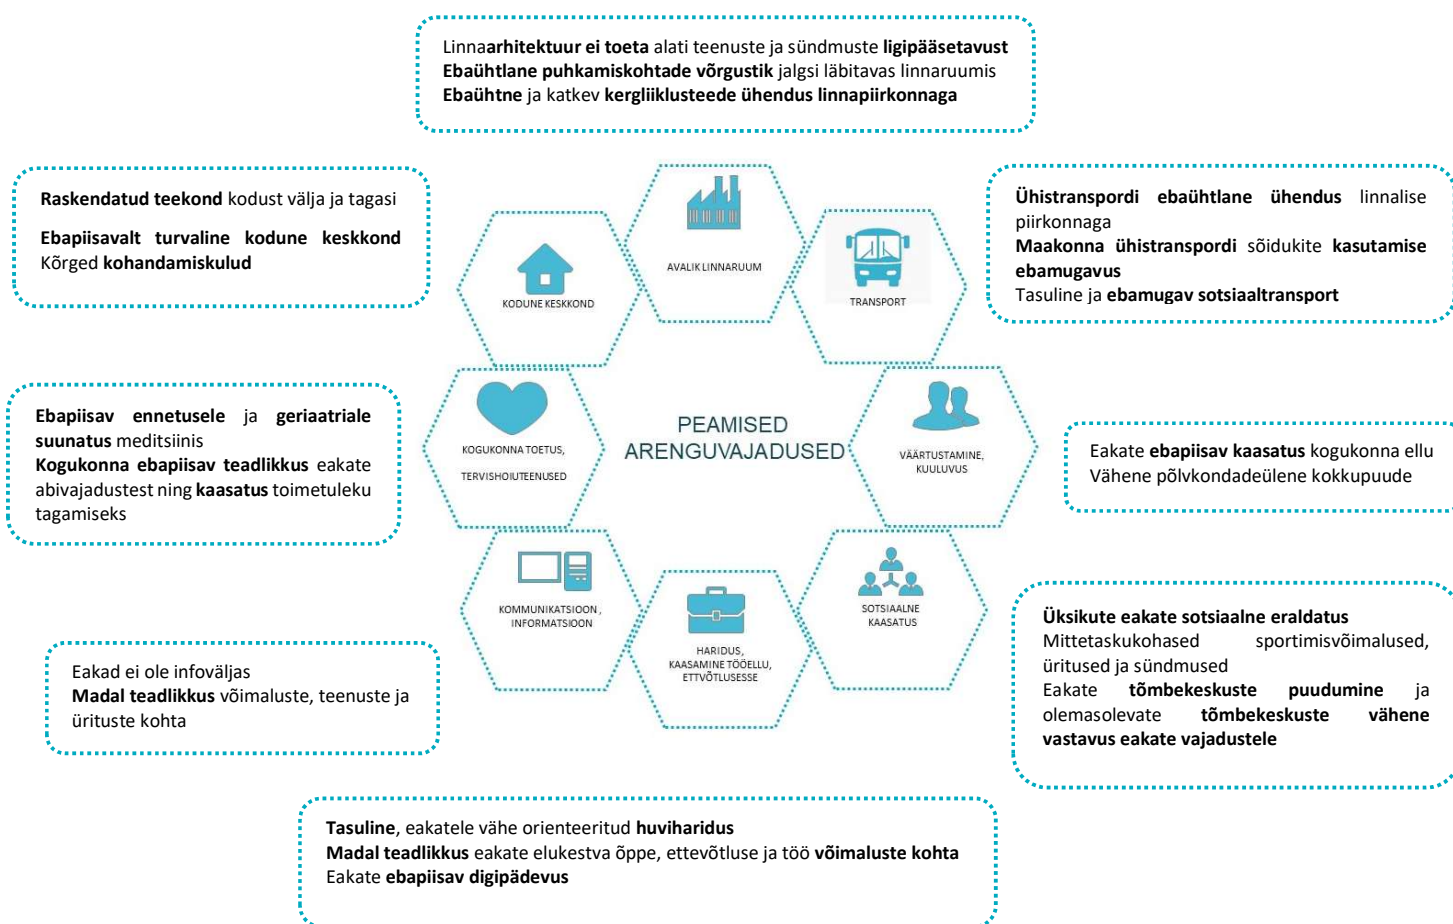 Linnaarhitektuur ei toeta alati teenuste ja sündmuste ligipääsetavust
Ebaühtlane puhkamiskohtade võrgustik jalgsi läbitavas linnaruumis
Ebaühtne ja katkev kergliiklusteede ühendus linnapiirkonnaga
Raskendatud teekond kodust välja ja tagasi
Ebapiisavalt turvaline kodune keskkond
Kõrged kohandamiskulud
Ühistranspordi ebaühtlane ühendus linnalise
piirkonnaga
Maakonna ühistranspordi sõidukite kasutamise
ebamugavus
Tasuline ja ebamugav sotsiaaltransport
AVALIK LINNARUUM
KODUNE KESKKOND
TRANSPORT
Ebapiisav ennetusele ja geriaatriale
suunatus meditsiinis
Kogukonna ebapiisav teadlikkus eakate
abivajadustest ning kaasatus toimetuleku
tagamiseks
KOGUKONNA TOETUS,
TERVISHOIUTEENUSED
PEAMISED
ARENGUVAJADUSED
VÄÄRTUSTAMINE,
KUULUVUS
Eakate ebapiisav kaasatus kogukonna ellu
Vähene põlvkondadeülene kokkupuude
KOMMUNIKATSIOON ,
INFORMATSIOON
HARIDUS,
KAASAMINE TÖÖELLU,
ETTVÕTLUSESSE
SOTSIAALNE
KAASATUS
Üksikute eakate sotsiaalne eraldatus
Mittetaskukohased sportimisvõimalused,
üritused ja sündmused
Eakate tõmbekeskuste puudumine ja
olemasolevate tõmbekeskuste vähene
vastavus eakate vajadustele
Eakad ei ole infoväljas
Madal teadlikkus võimaluste, teenuste ja
ürituste kohta
Tasuline, eakatele vähe orienteeritud huviharidus
Madal teadlikkus eakate elukestva õppe, ettevõtluse ja töö võimaluste kohta
Eakate ebapiisav digipädevus